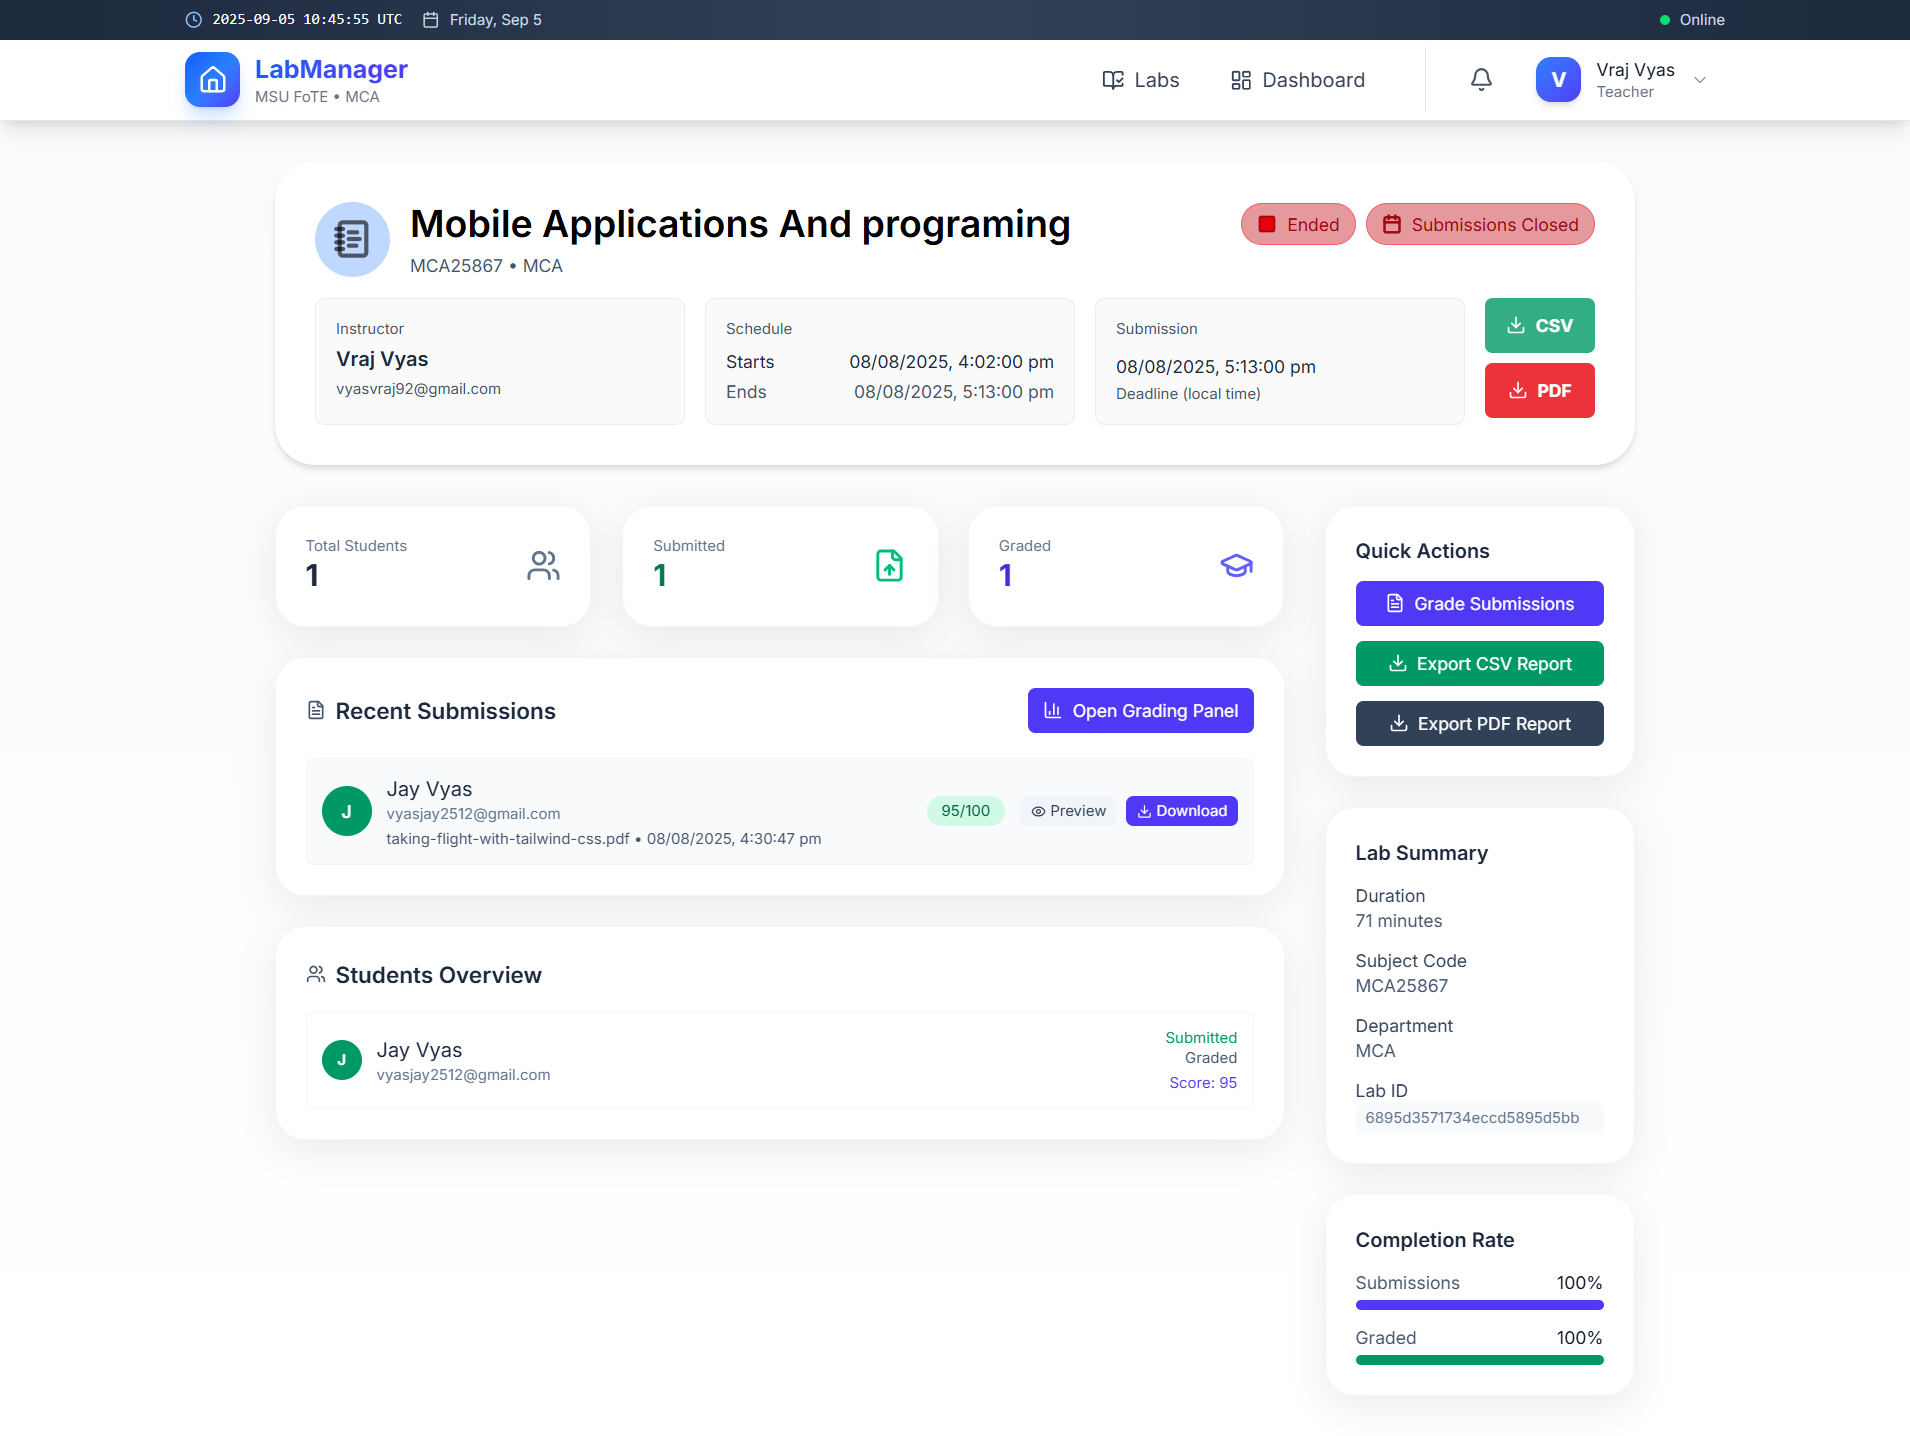 2025-09-05 10:45:55 UTC
Friday, Sep 5
Online
LabManager
MSU FoTE • MCA
Labs
Dashboard
V
Vraj Vyas
Teacher
Mobile Applications And programing
MCA25867 • MCA
Ended
Submissions Closed
Instructor
Vraj Vyas
vyasvraj92@gmail.com
Schedule
Starts 08/08/2025, 4:02:00 pm
Ends 08/08/2025, 5:13:00 pm
Submission
08/08/2025, 5:13:00 pm
Deadline (local time)
CSV
PDF
Total Students
1
Submitted
1
Graded
1
Recent Submissions
Open Grading Panel
J
Jay Vyas
vyasjay2512@gmail.com
taking-flight-with-tailwind-css.pdf • 08/08/2025, 4:30:47 pm
95/100
Preview
Download
Students Overview
J
Jay Vyas
vyasjay2512@gmail.com
Submitted
Graded
Score: 95
Quick Actions
Grade Submissions
Export CSV Report
Export PDF Report
Lab Summary
Duration
71 minutes
Subject Code
MCA25867
Department
MCA
Lab ID
6895d3571734eccd5895d5bb
Completion Rate
Submissions 100%
Graded 100%